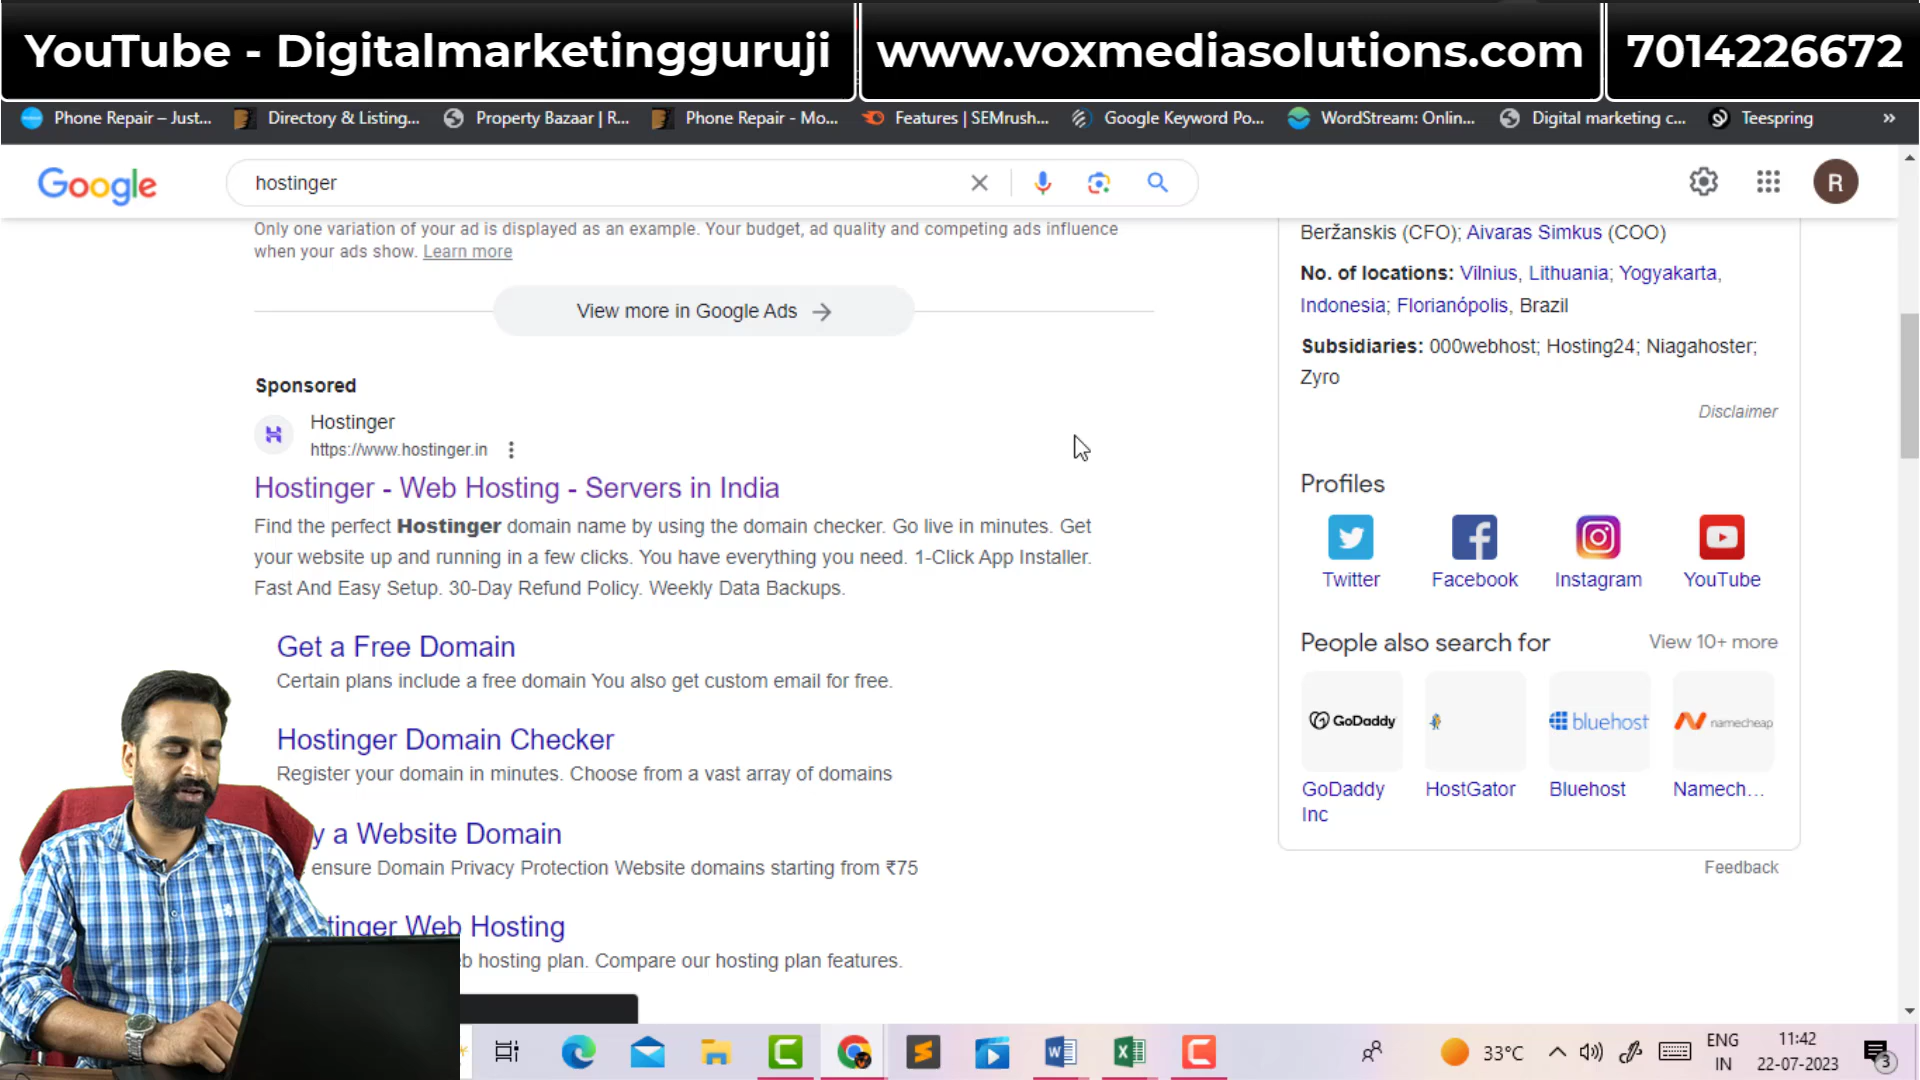 YouTube - Digitalmarketingguruji
www.voxmediasolutions.com
7014226672
Phone Repair – Just...
Directory & Listing...
Property Bazaar | R...
Phone Repair - Mo...
Features | SEMrush...
Google Keyword Po...
WordStream: Onlin...
Digital marketing c...
Teespring
»
Google
hostinger
R
Only one variation of your ad is displayed as an example. Your budget, ad quality and competing ads influence
when your ads show. Learn more
View more in Google Ads →
Sponsored
Hostinger
https://www.hostinger.in
Hostinger - Web Hosting - Servers in India
Find the perfect Hostinger domain name by using the domain checker. Go live in minutes. Get
your website up and running in a few clicks. You have everything you need. 1-Click App Installer.
Fast And Easy Setup. 30-Day Refund Policy. Weekly Data Backups.
Get a Free Domain
Certain plans include a free domain You also get custom email for free.
Hostinger Domain Checker
Register your domain in minutes. Choose from a vast array of domains
y a Website Domain
ensure Domain Privacy Protection Website domains starting from ₹75
tinger Web Hosting
b hosting plan. Compare our hosting plan features.
Beržanskis (CFO); Aivaras Simkus (COO)
No. of locations: Vilnius, Lithuania; Yogyakarta,
Indonesia; Florianópolis, Brazil
Subsidiaries: 000webhost; Hosting24; Niagahoster;
Zyro
Disclaimer
Profiles
Twitter
Facebook
Instagram
YouTube
People also search for
View 10+ more
GoDaddy
bluehost
namecheap
GoDaddy
Inc
HostGator
Bluehost
Namech...
Feedback
33°C
ENG
IN
11:42
22-07-2023
3